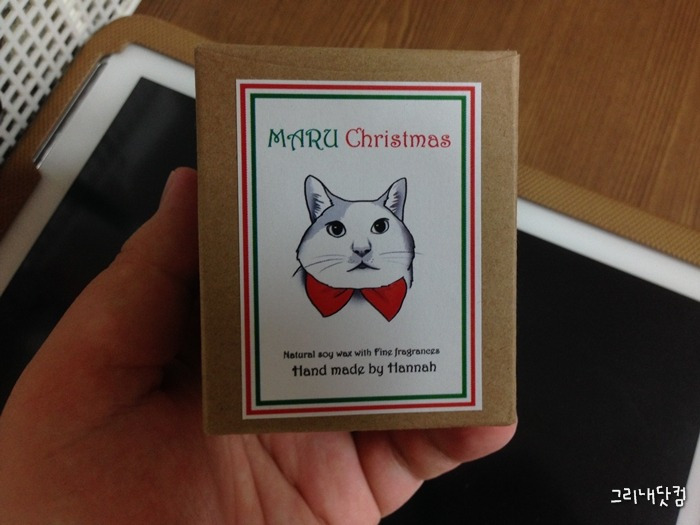 MARU Christmas
Natural soy wax with Fine fragrances
Hand made by Hannah
그리내닷컴